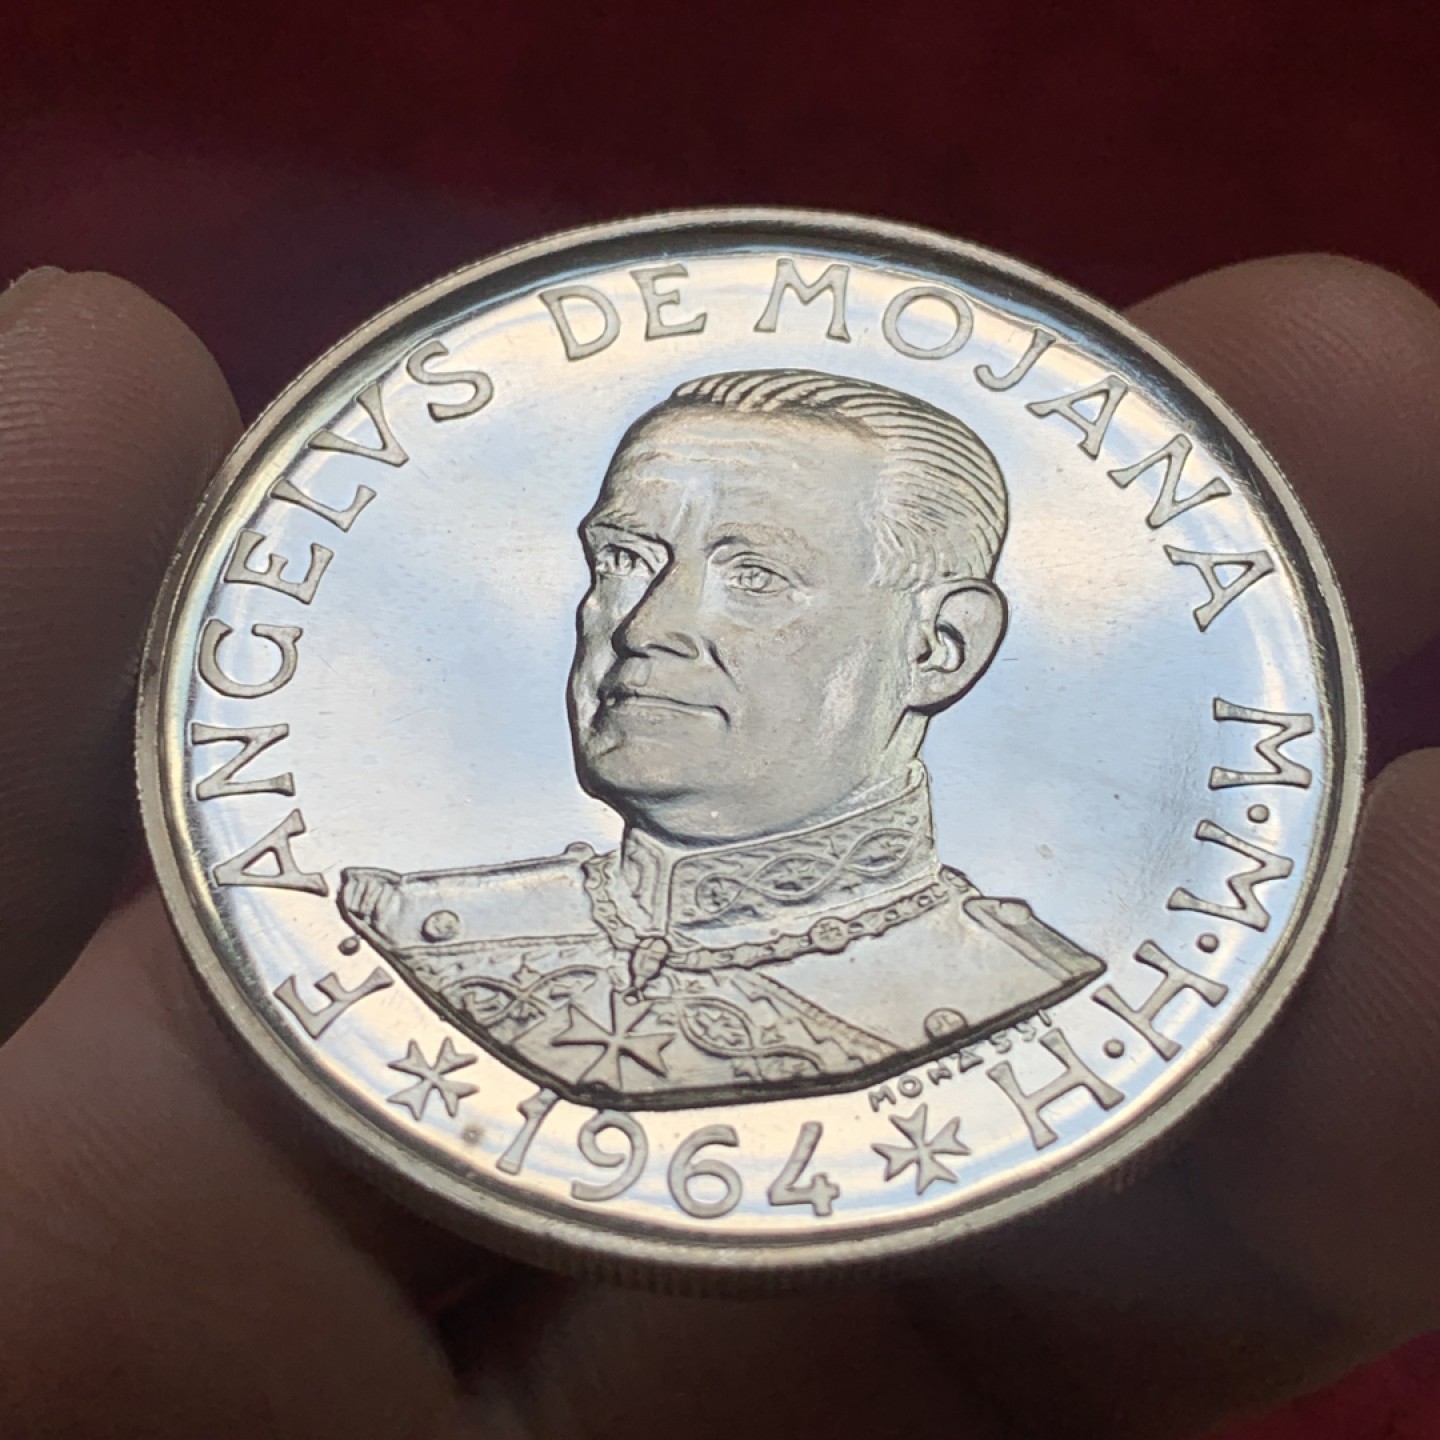 F. ANGELVS DE MOJANA M·M·H·H·
1964
MONASSI